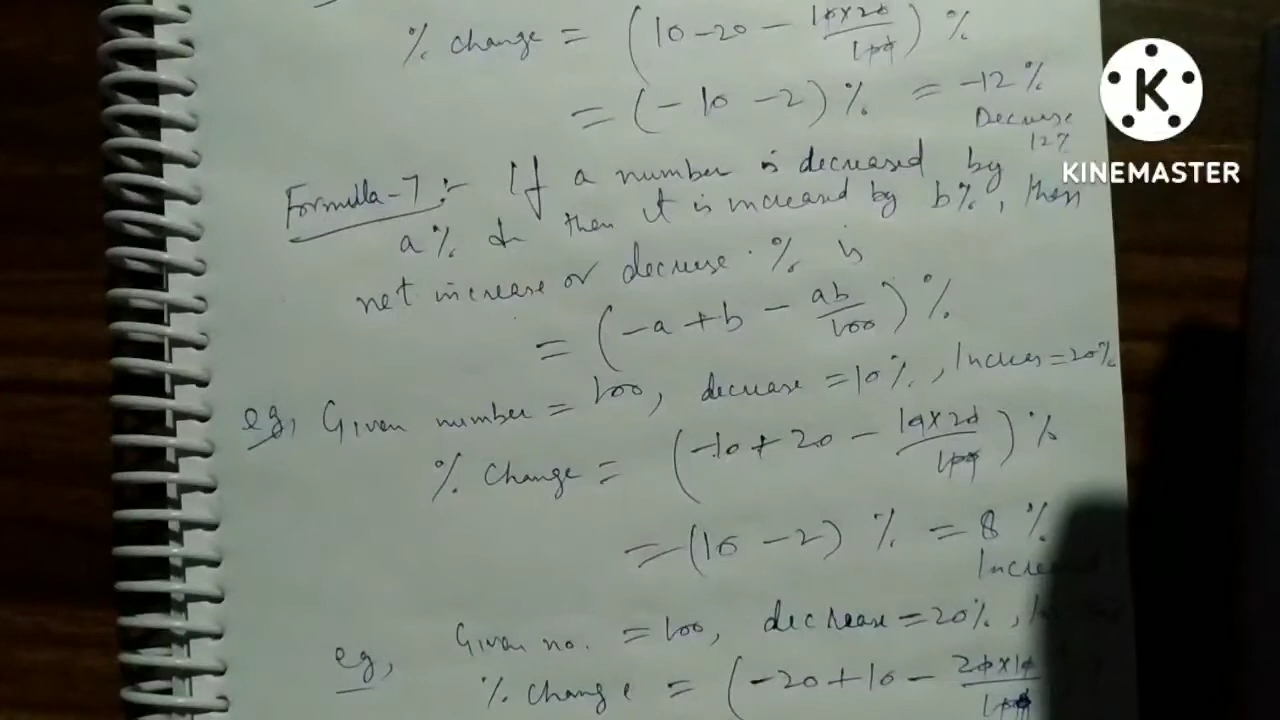 % change = (10-20 - 10×20/100) %
= (-10 -2) % = -12%
Decrease
12%
KINEMASTER
Formula-7:- If a number is decreased by
a% & then it is increased by b%, then
net increase or decrease % is
= (-a+b - ab/100) %
eg, Given number = 100, decrease = 10%, Increas = 20%
% change = (-10+20 - 10×20/100) %
= (10 -2) % = 8 %
eg, Given no. = 100, decrease = 20%,
% change = (-20+10 - 20×10/100